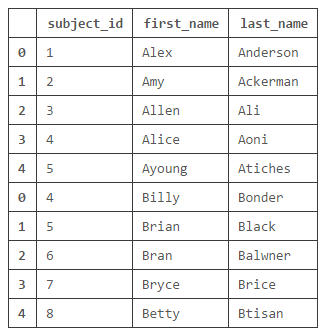 subject_id first_name last_name
0 1 Alex Anderson
1 2 Amy Ackerman
2 3 Allen Ali
3 4 Alice Aoni
4 5 Ayoung Atiches
0 4 Billy Bonder
1 5 Brian Black
2 6 Bran Balwner
3 7 Bryce Brice
4 8 Betty Btisan